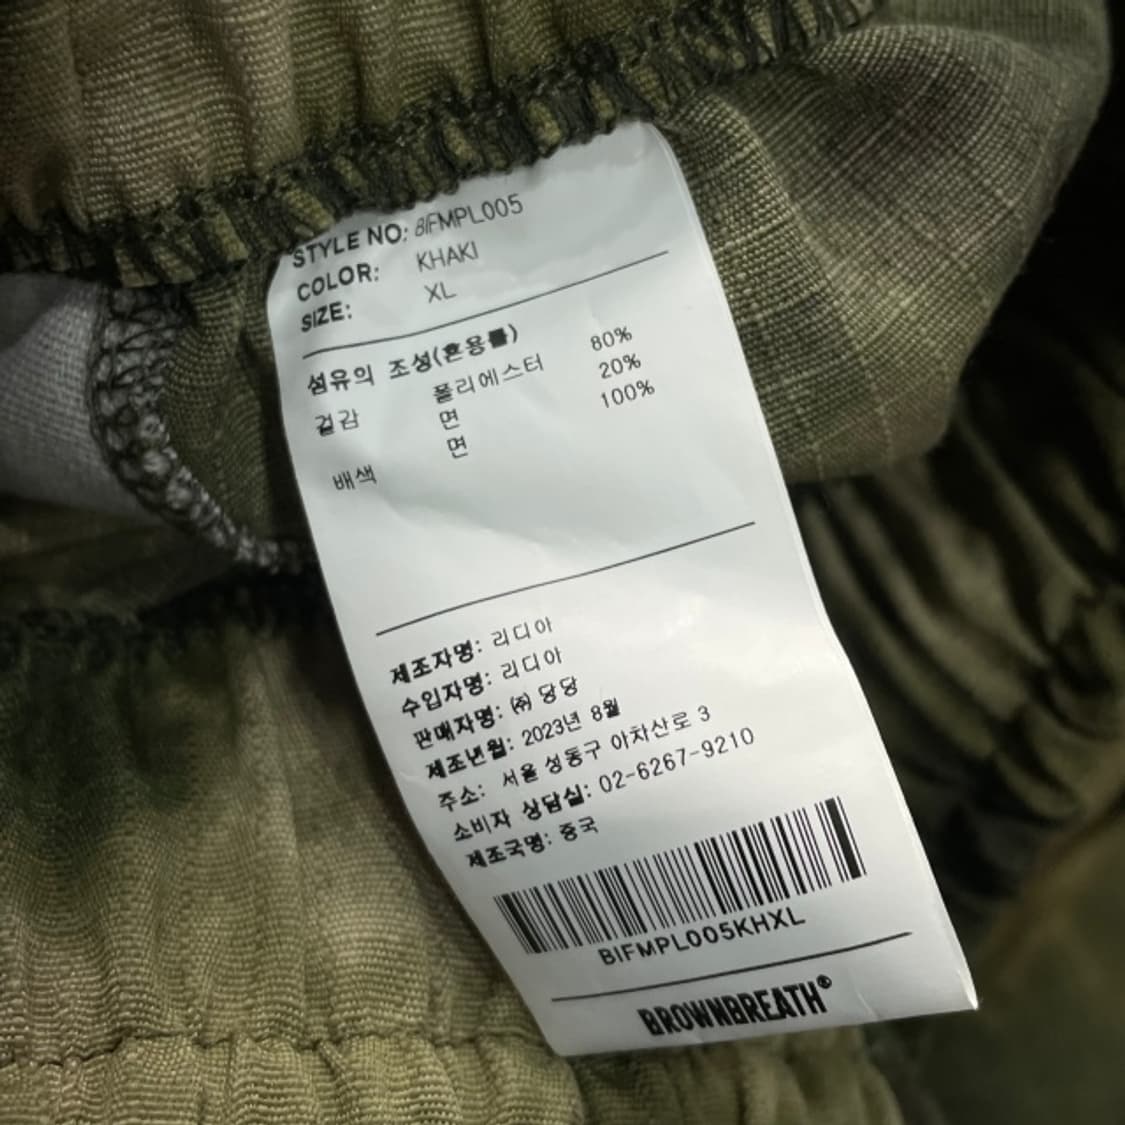 STYLE NO: BIFMPL005
COLOR: KHAKI
SIZE: XL
섬유의 조성(혼용률)
겉감 폴리에스터 80%
면 20%
배색 면 100%
제조자명: 리디아
수입자명: 리디아
판매자명: ㈜ 당당
제조년월: 2023년 8월
주소: 서울 성동구 아차산로 3
소비자 상담실: 02-6267-9210
제조국명: 중국
BIFMPL005KHXL
BROWNBREATH®